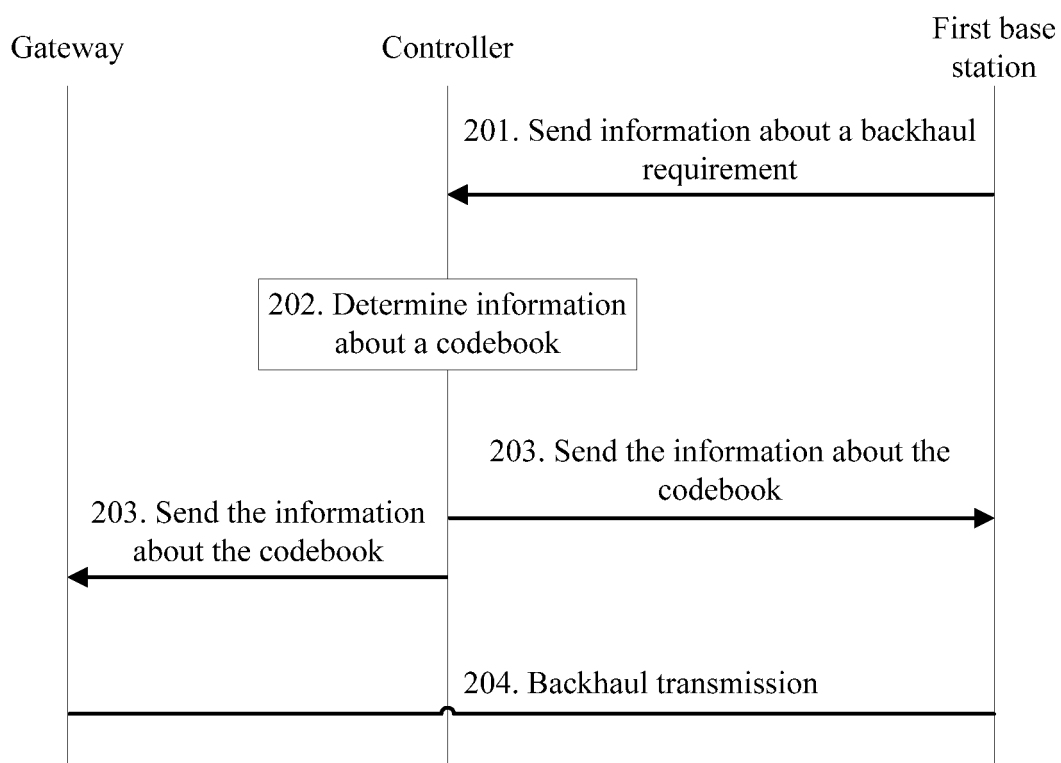 Gateway
Controller
First base
station
201. Send information about a backhaul
requirement
202. Determine information
about a codebook
203. Send the information about the
codebook
203. Send the information
about the codebook
204. Backhaul transmission